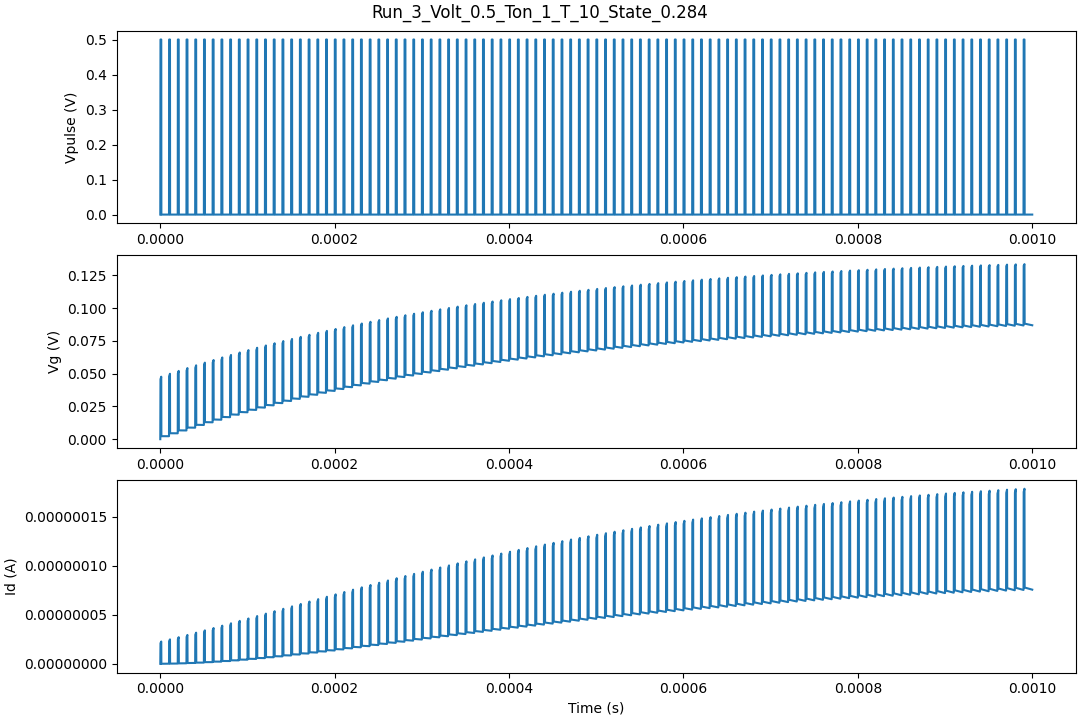 Run_3_Volt_0.5_Ton_1_T_10_State_0.284
Vpulse (V)
0.5
0.4
0.3
0.2
0.1
0.0
0.0000 0.0002 0.0004 0.0006 0.0008 0.0010
Vg (V)
0.125
0.100
0.075
0.050
0.025
0.000
0.0000 0.0002 0.0004 0.0006 0.0008 0.0010
Id (A)
0.00000015
0.00000010
0.00000005
0.00000000
0.0000 0.0002 0.0004 0.0006 0.0008 0.0010
Time (s)